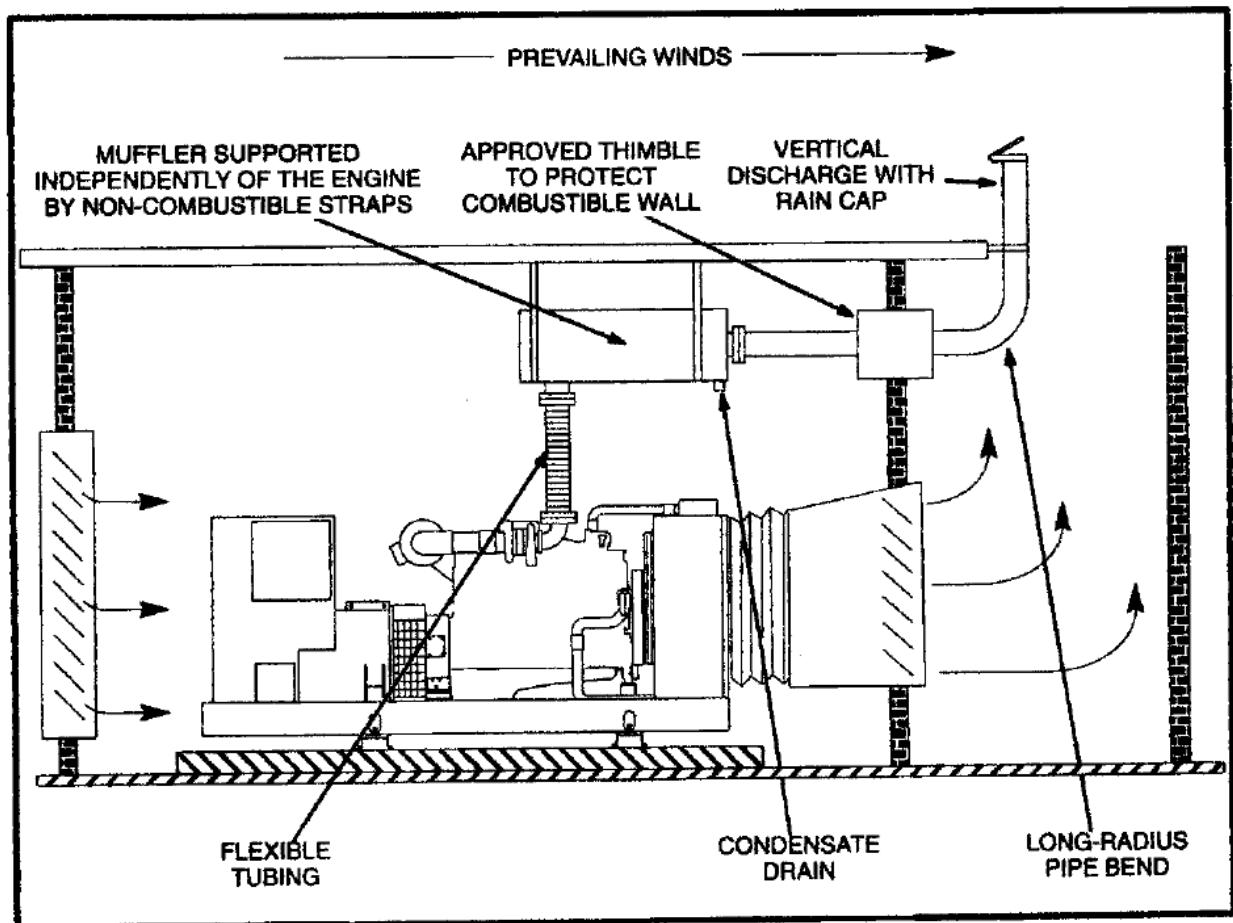 PREVAILING WINDS
MUFFLER SUPPORTED
INDEPENDENTLY OF THE ENGINE
BY NON-COMBUSTIBLE STRAPS
APPROVED THIMBLE
TO PROTECT
COMBUSTIBLE WALL
VERTICAL
DISCHARGE WITH
RAIN CAP
FLEXIBLE
TUBING
CONDENSATE
DRAIN
LONG-RADIUS
PIPE BEND